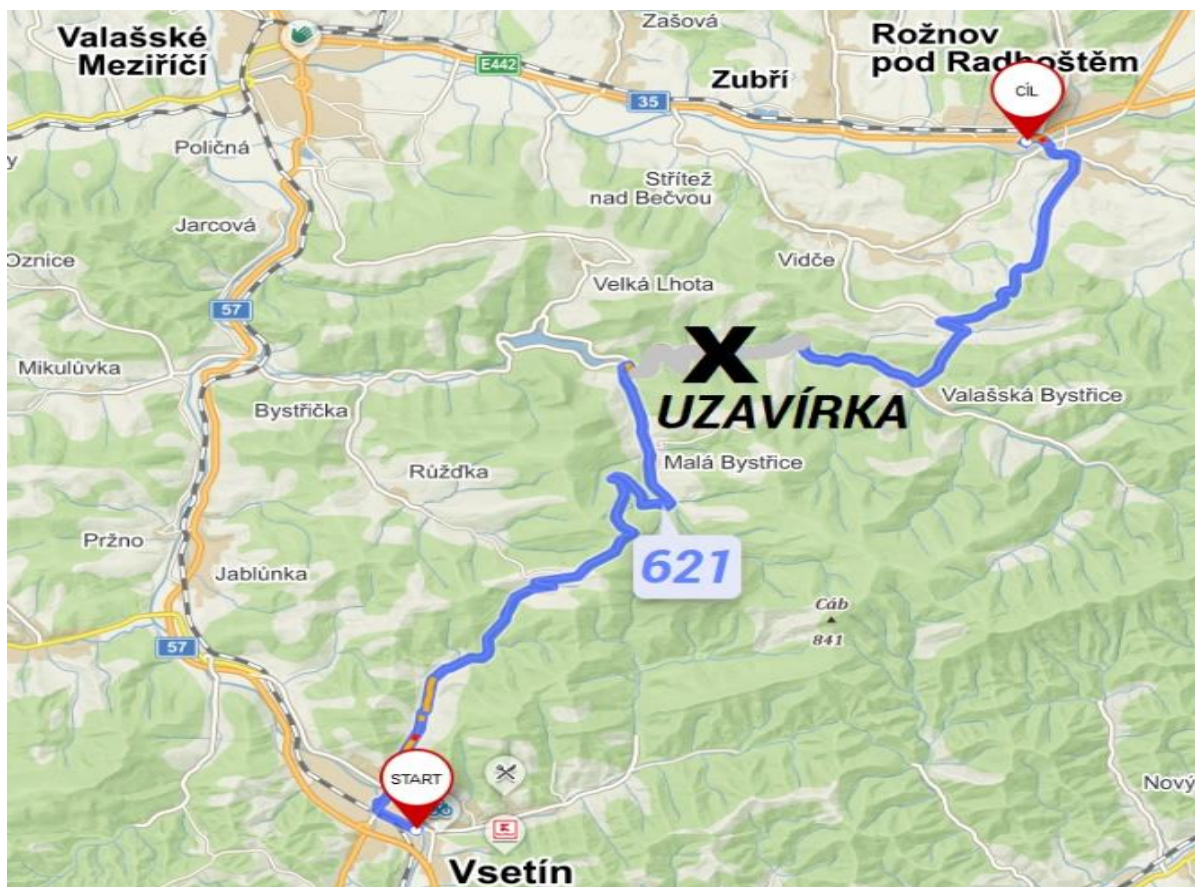 Valašské
Meziříčí
Zašová
Rožnov
pod Radhoštěm
E442
Zubří
35
CÍL
Poličná
Střítež
nad Bečvou
Jarcová
Oznice
Vidče
Velká Lhota
57
X
UZAVÍRKA
Mikulůvka
Bystřička
Valašská Bystřice
Malá Bystřice
Růžďka
Pržno
621
Jablůnka
Cáb
841
57
START
Nový
Vsetín